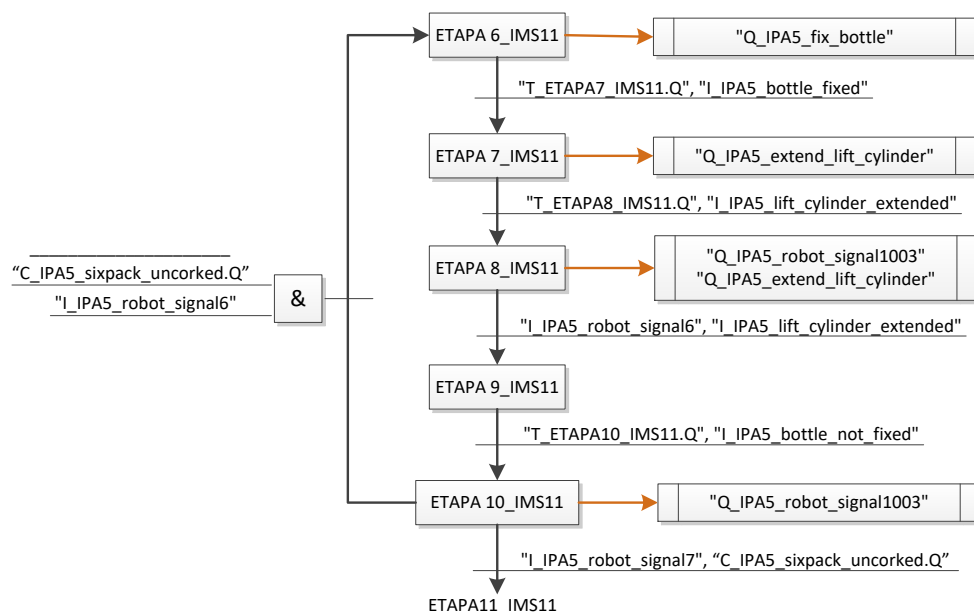 ETAPA 6_IMS11
"Q_IPA5_fix_bottle"
"T_ETAPA7_IMS11.Q", "I_IPA5_bottle_fixed"
ETAPA 7_IMS11
"Q_IPA5_extend_lift_cylinder"
"T_ETAPA8_IMS11.Q", "I_IPA5_lift_cylinder_extended"
ETAPA 8_IMS11
"Q_IPA5_robot_signal1003"
"Q_IPA5_extend_lift_cylinder"
“C_IPA5_sixpack_uncorked.Q”
"I_IPA5_robot_signal6"
&
"I_IPA5_robot_signal6", "I_IPA5_lift_cylinder_extended"
ETAPA 9_IMS11
"T_ETAPA10_IMS11.Q", "I_IPA5_bottle_not_fixed"
ETAPA 10_IMS11
"Q_IPA5_robot_signal1003"
"I_IPA5_robot_signal7", “C_IPA5_sixpack_uncorked.Q”
ETAPA11_IMS11